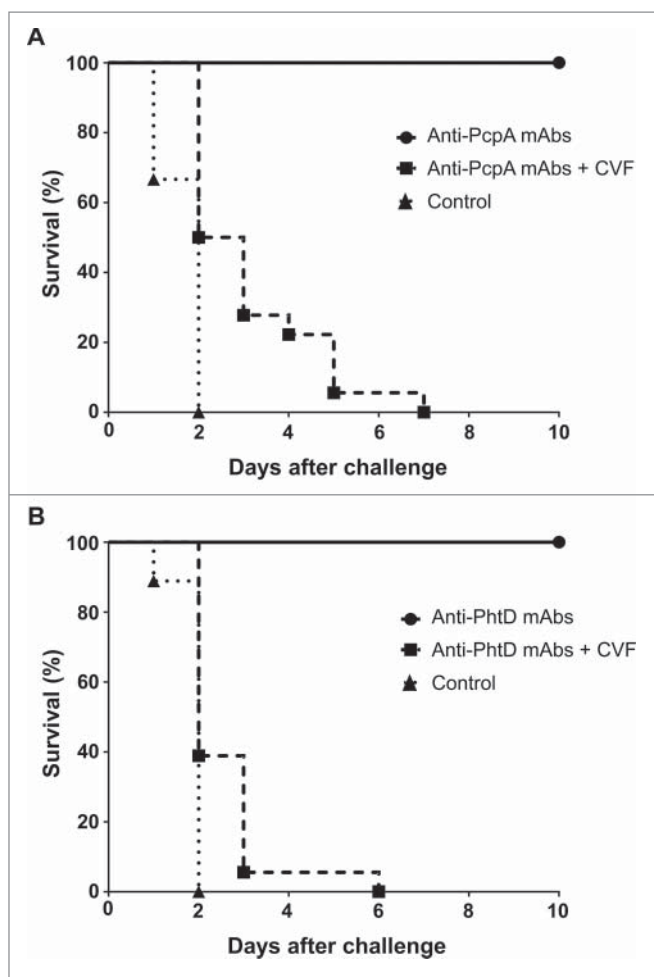 A
100
80
60
40
20
0
Survival (%)
Anti-PcpA mAbs
Anti-PcpA mAbs + CVF
Control
0 2 4 6 8 10
Days after challenge
B
100
80
60
40
20
0
Survival (%)
Anti-PhtD mAbs
Anti-PhtD mAbs + CVF
Control
0 2 4 6 8 10
Days after challenge